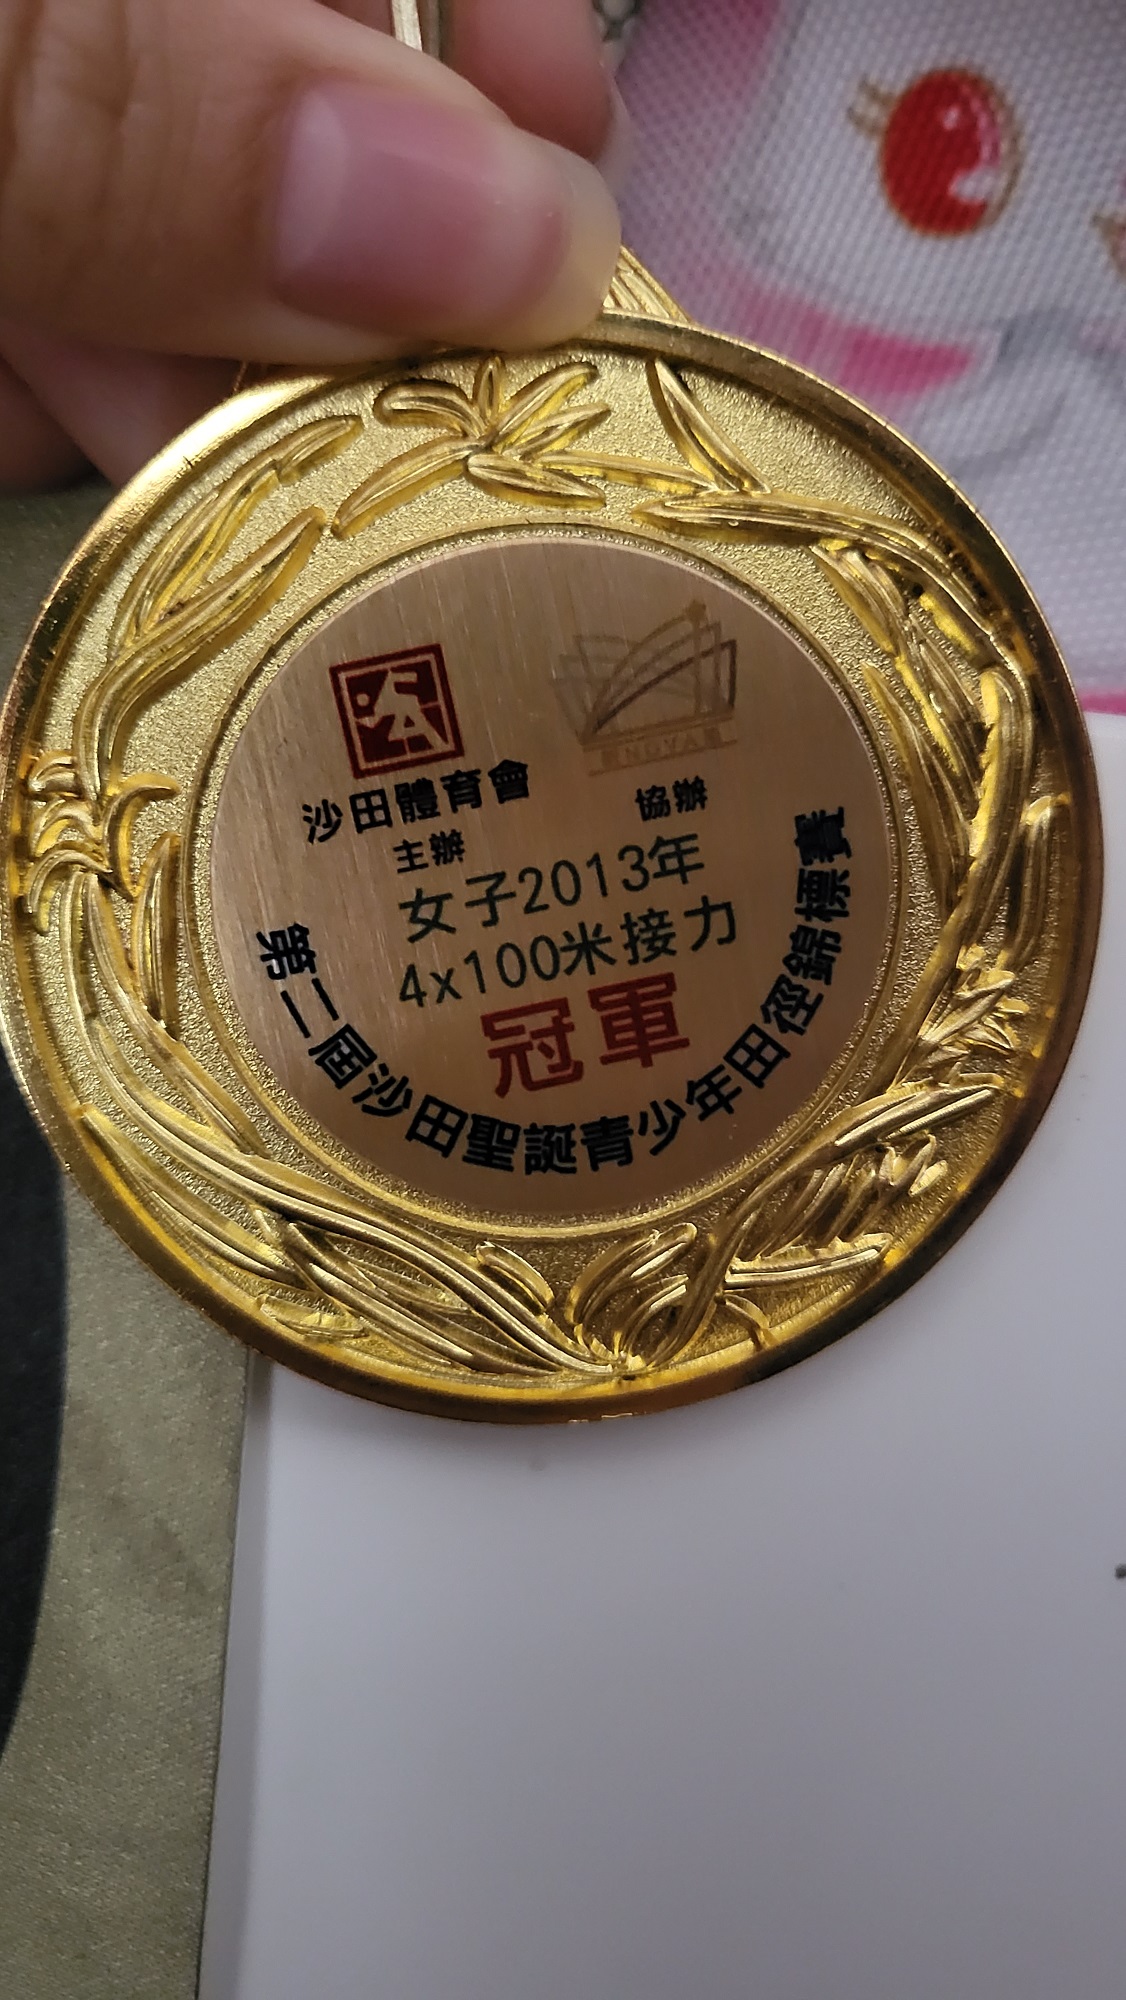 沙田體育會
主辦
協辦
女子2013年
4x100米接力
冠軍
第二屆沙田聖誕青少年田徑錦標賽